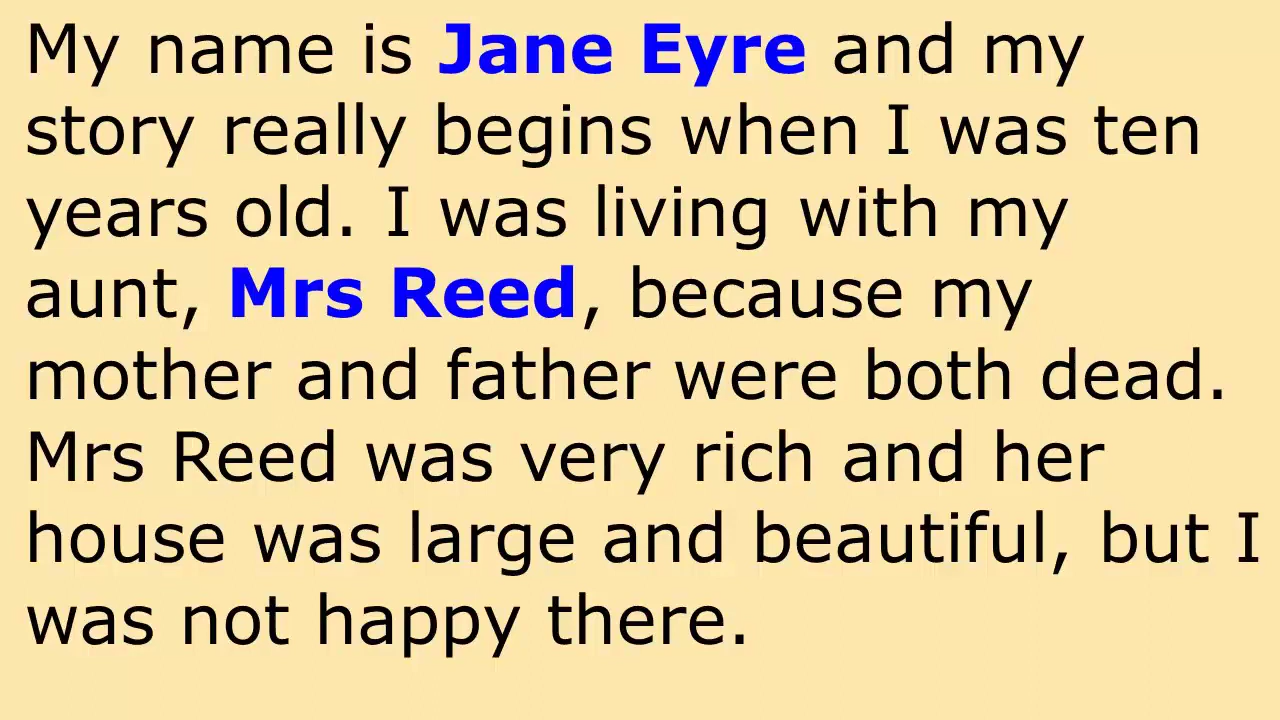 My name is Jane Eyre and my
story really begins when I was ten
years old. I was living with my
aunt, Mrs Reed, because my
mother and father were both dead.
Mrs Reed was very rich and her
house was large and beautiful, but I
was not happy there.